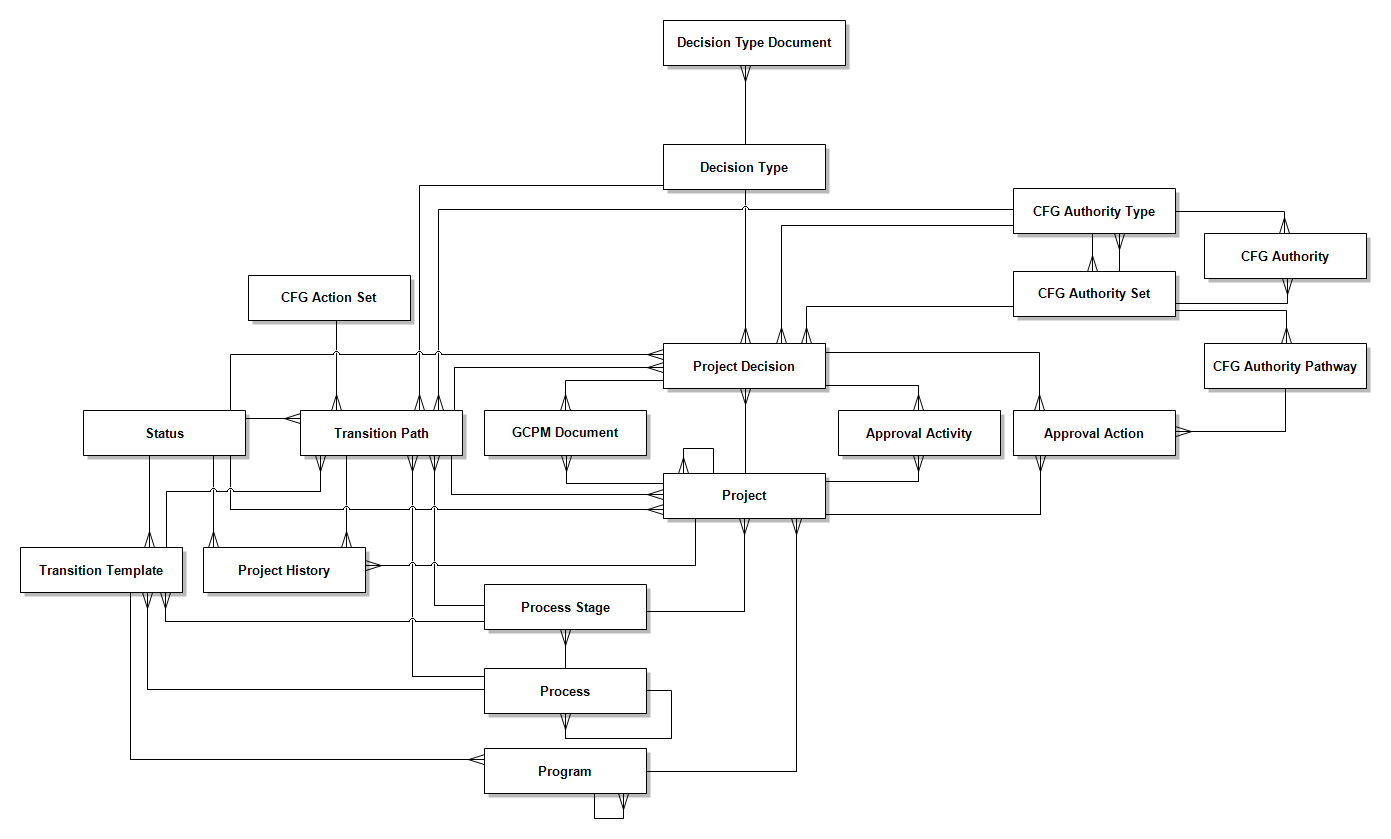 Decision Type Document
Decision Type
CFG Authority Type
CFG Authority
CFG Action Set
CFG Authority Set
Project Decision
CFG Authority Pathway
Status
Transition Path
GCPM Document
Approval Activity
Approval Action
Project
Transition Template
Project History
Process Stage
Process
Program